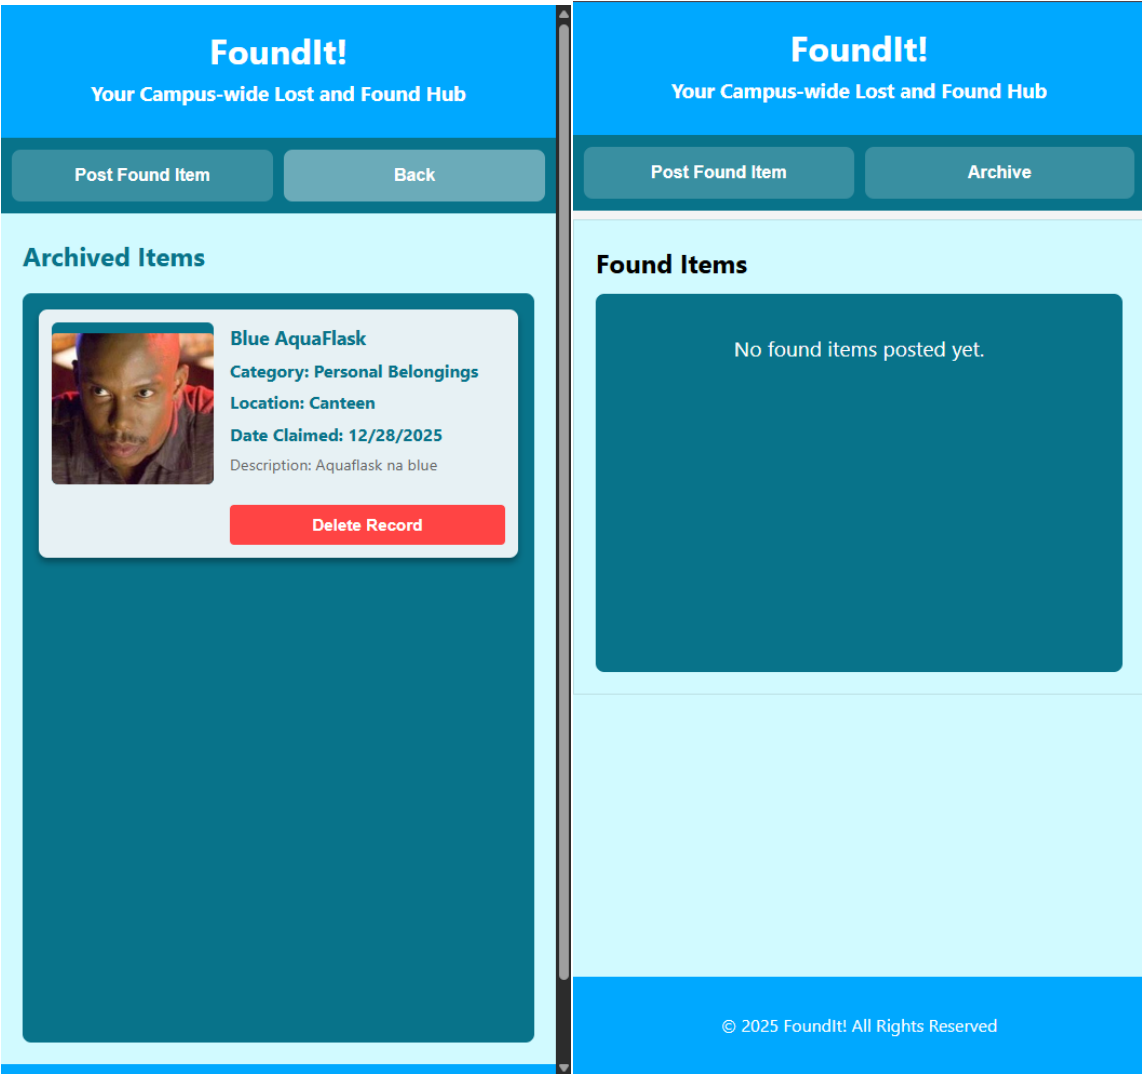 FoundIt!
Your Campus-wide Lost and Found Hub
Post Found Item
Back
Archived Items
Blue AquaFlask
Category: Personal Belongings
Location: Canteen
Date Claimed: 12/28/2025
Description: Aquaflask na blue
Delete Record
FoundIt!
Your Campus-wide Lost and Found Hub
Post Found Item
Archive
Found Items
No found items posted yet.
© 2025 FoundIt! All Rights Reserved